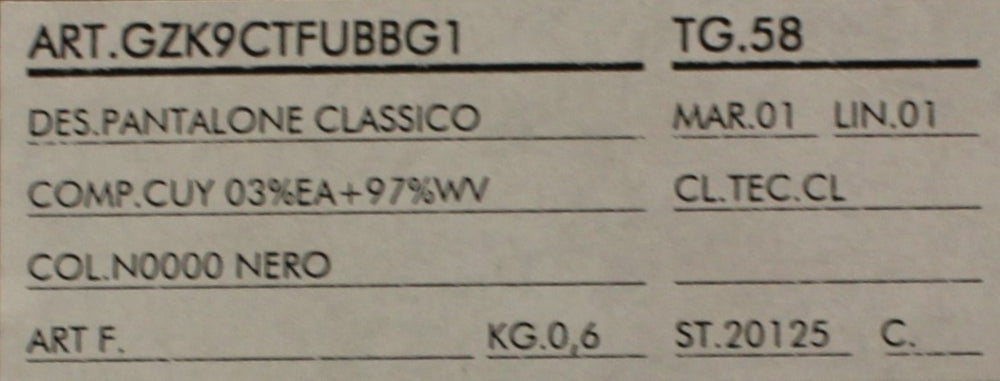 ART.GZK9CTFUBBG1 TG.58
DES.PANTALONE CLASSICO MAR.01 LIN.01
COMP.CUY 03%EA+97%WV CL.TEC.CL
COL.N0000 NERO
ART F. KG.0,6 ST.20125 C.